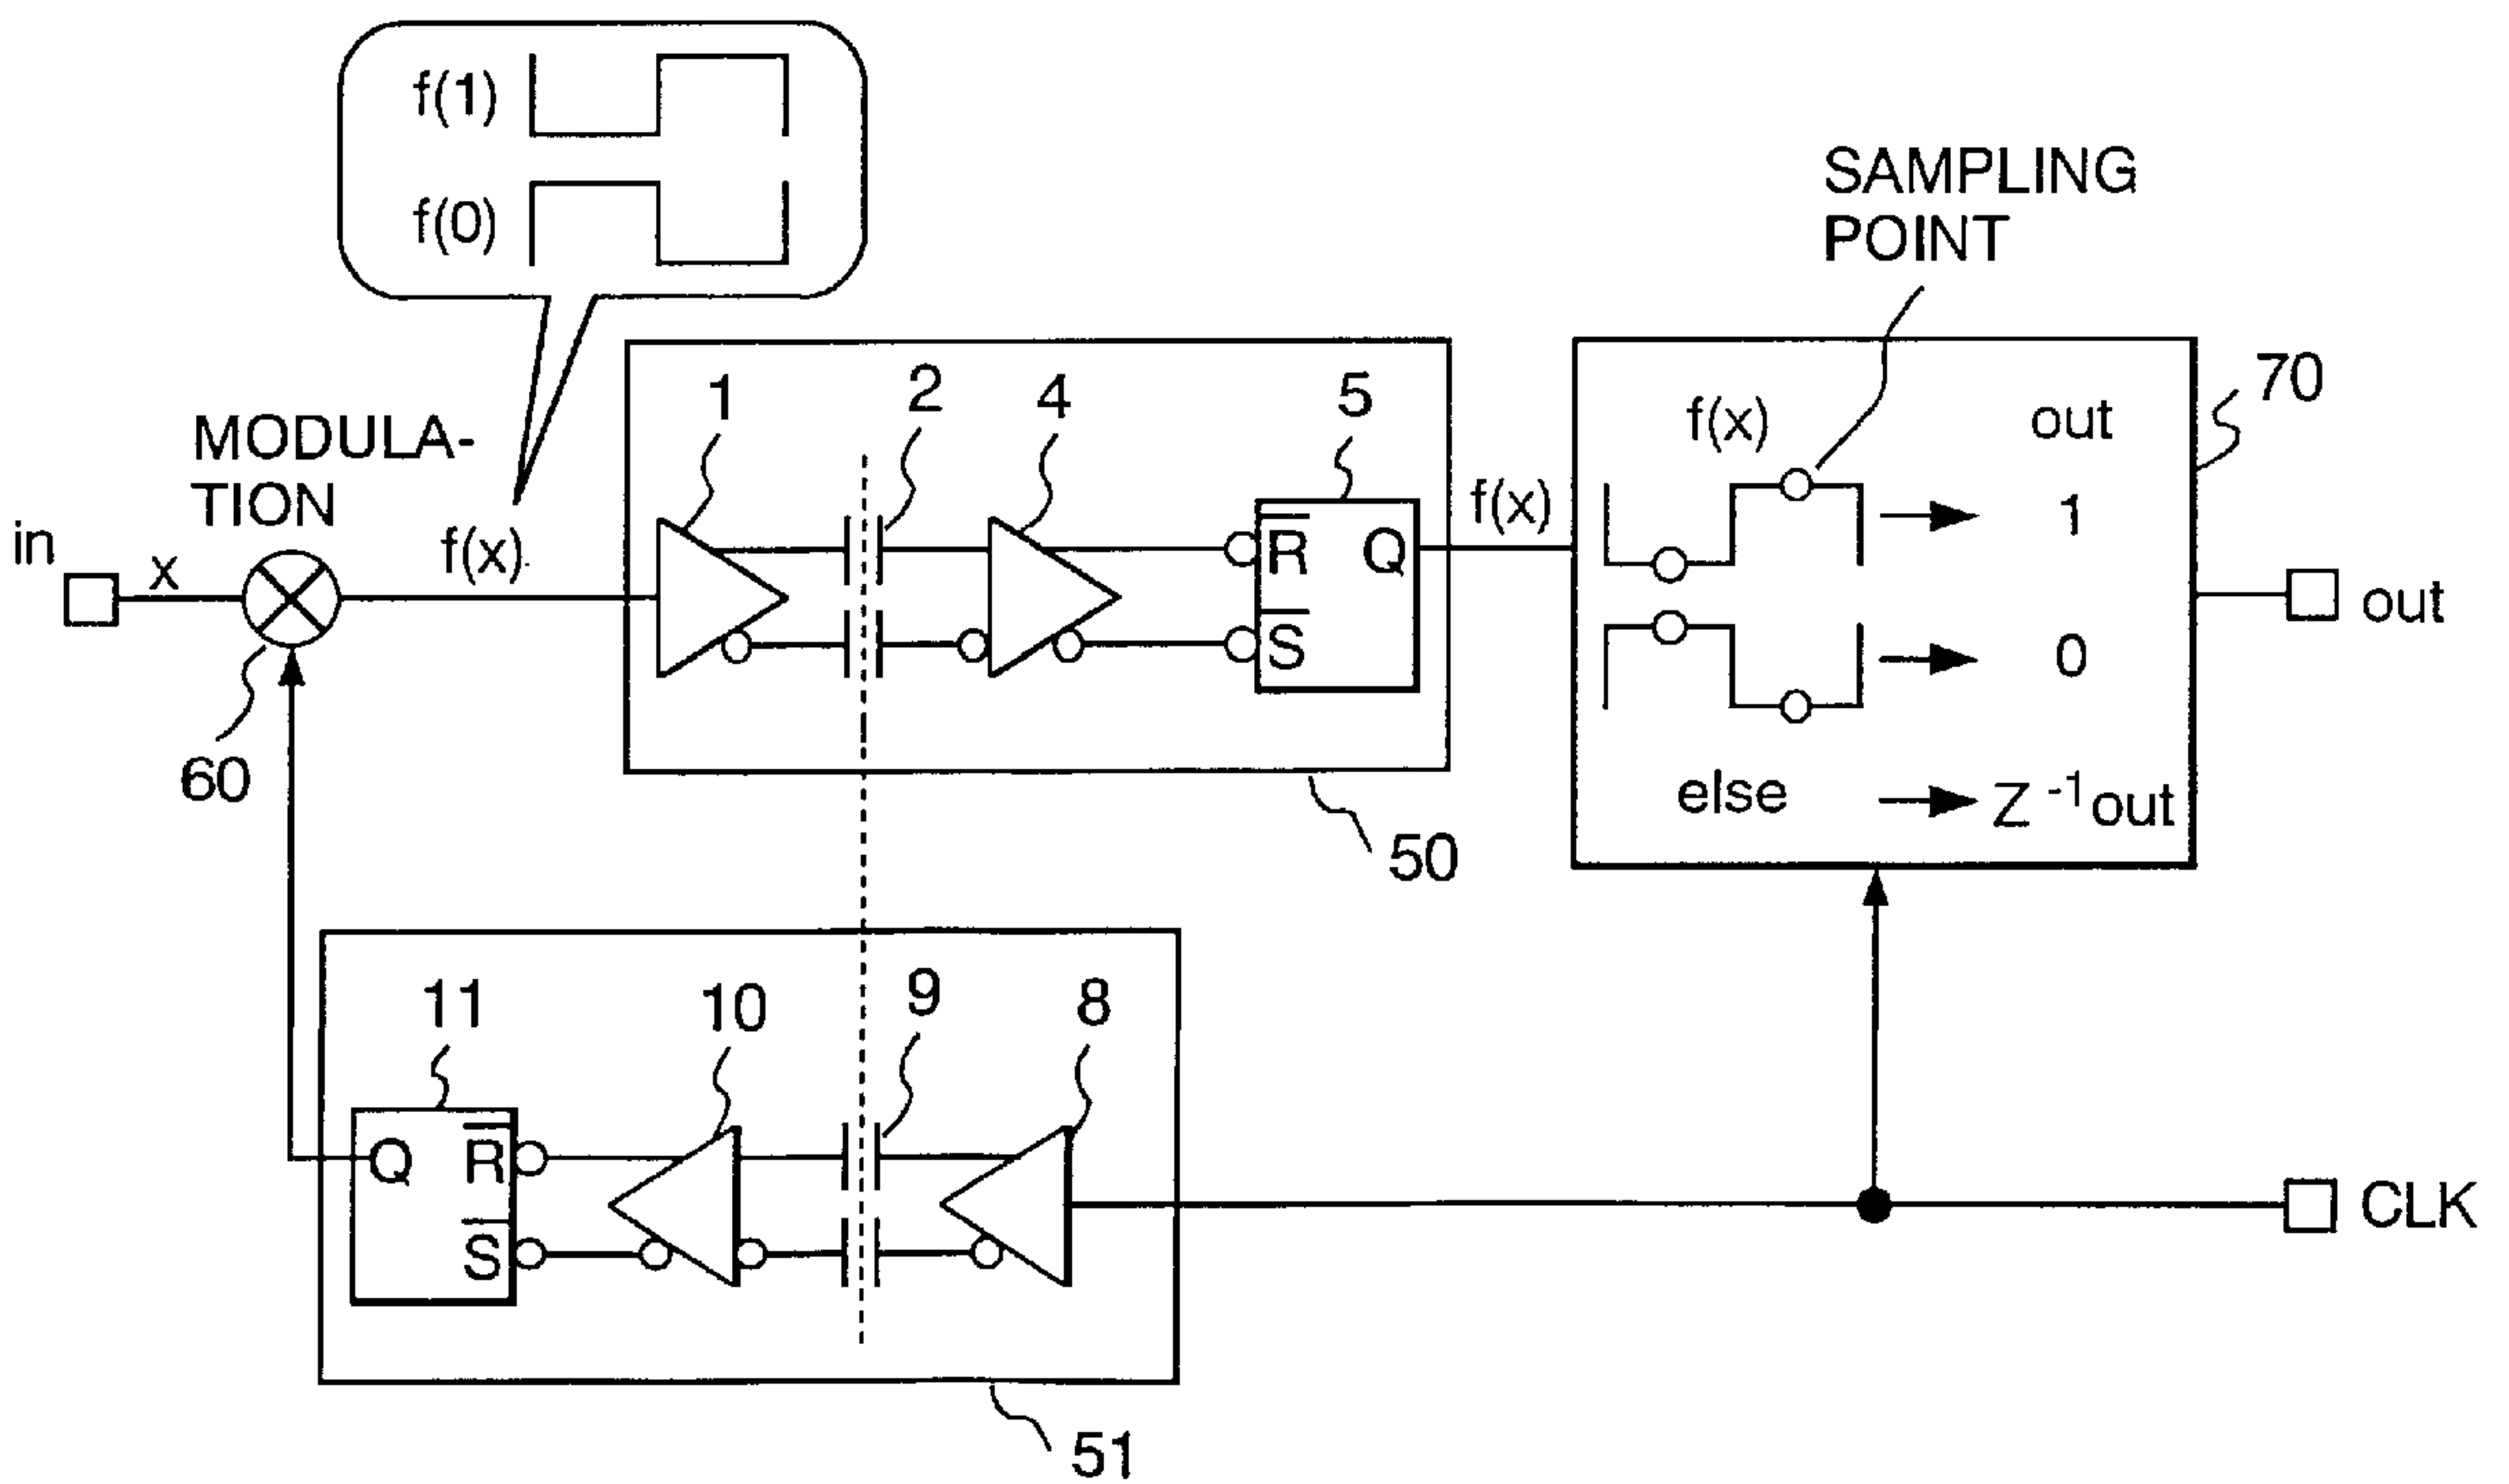 f(1)
f(0)
SAMPLING
POINT
MODULA-
TION
in
x
f(x)
1
2
4
5
R
S
Q
f(x)
f(x)
out
1
0
else
Z⁻¹out
70
out
60
50
11
10
9
8
Q
R
S
CLK
51